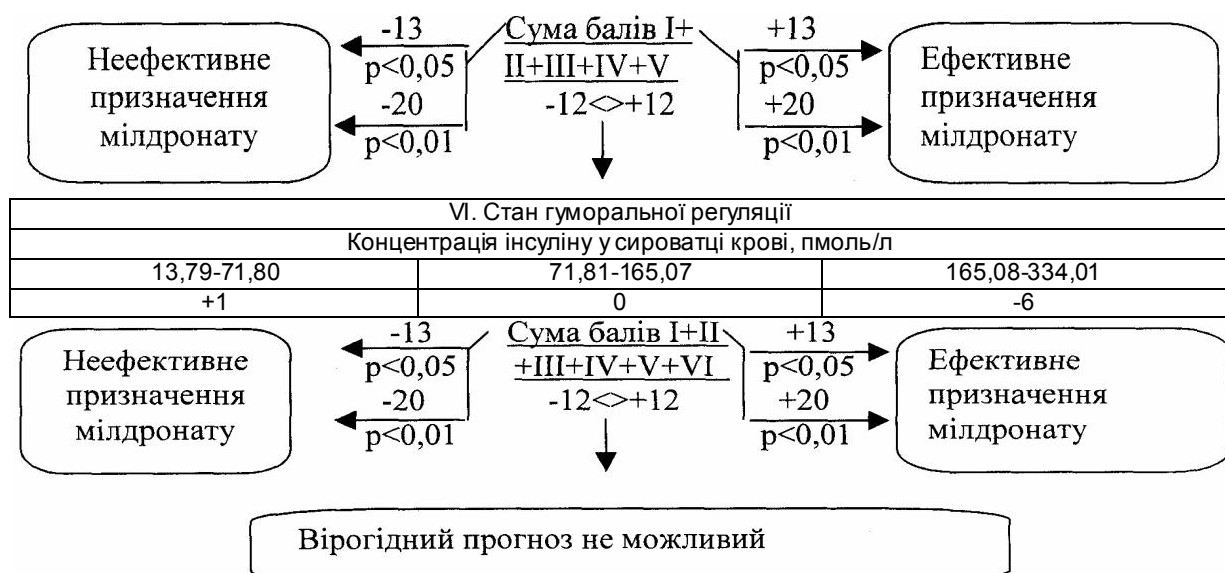 -13 Сума балів I+ +13
Неефективне призначення мілдронату
p<0,05 II+III+IV+V p<0,05
Ефективне призначення мілдронату
-20 -12<>+12 +20
p<0,01 p<0,01
VI. Стан гуморальної регуляції
Концентрація інсуліну у сироватці крові, пмоль/л
13,79-71,80 71,81-165,07 165,08-334,01
+1 0 -6
-13 Сума балів I+II +13
Неефективне призначення мілдронату
p<0,05 +III+IV+V+VI p<0,05
Ефективне призначення мілдронату
-20 -12<>+12 +20
p<0,01 p<0,01
Вірогідний прогноз не можливий